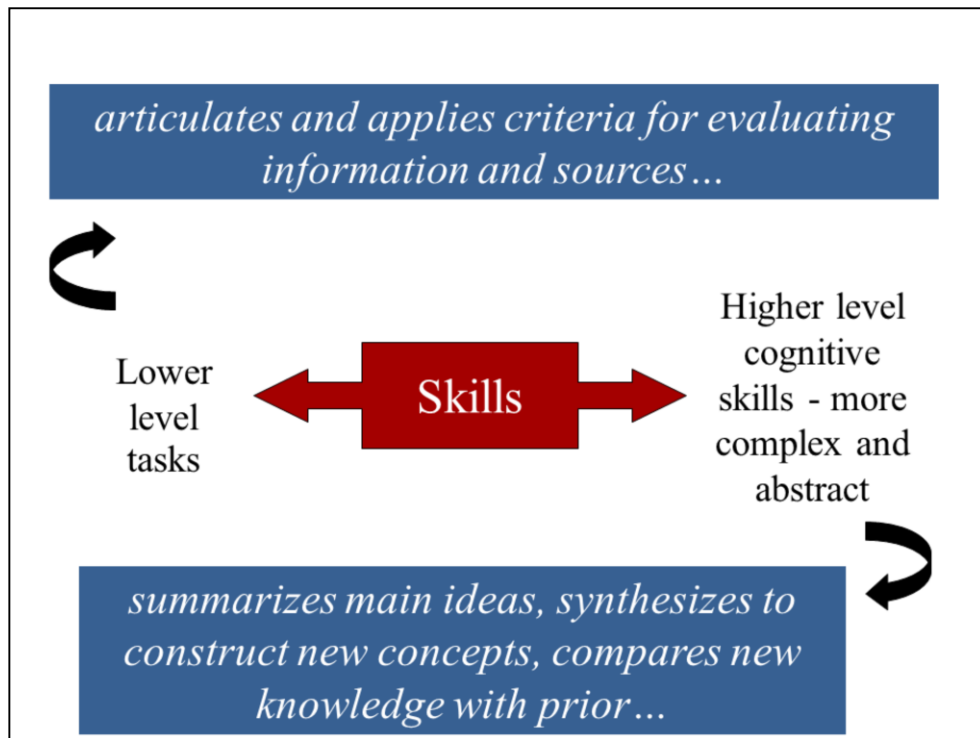 articulates and applies criteria for evaluating
information and sources…
Lower
level
tasks
Skills
Higher level
cognitive
skills - more
complex and
abstract
summarizes main ideas, synthesizes to
construct new concepts, compares new
knowledge with prior…